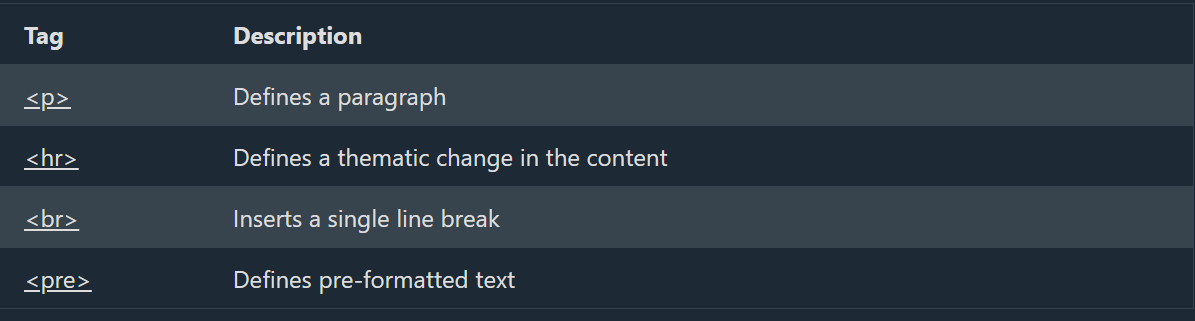 Tag Description
<p> Defines a paragraph
<hr> Defines a thematic change in the content
<br> Inserts a single line break
<pre> Defines pre-formatted text